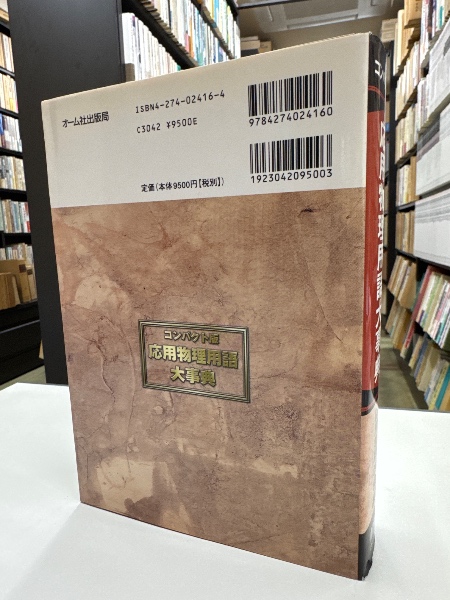 オーム社出版局
ISBN4-274-02416-4
C3042 ¥9500E
定価(本体9500円【税別】)
9784274024160
1923042095003
コンパクト版
応用物理用語
大事典